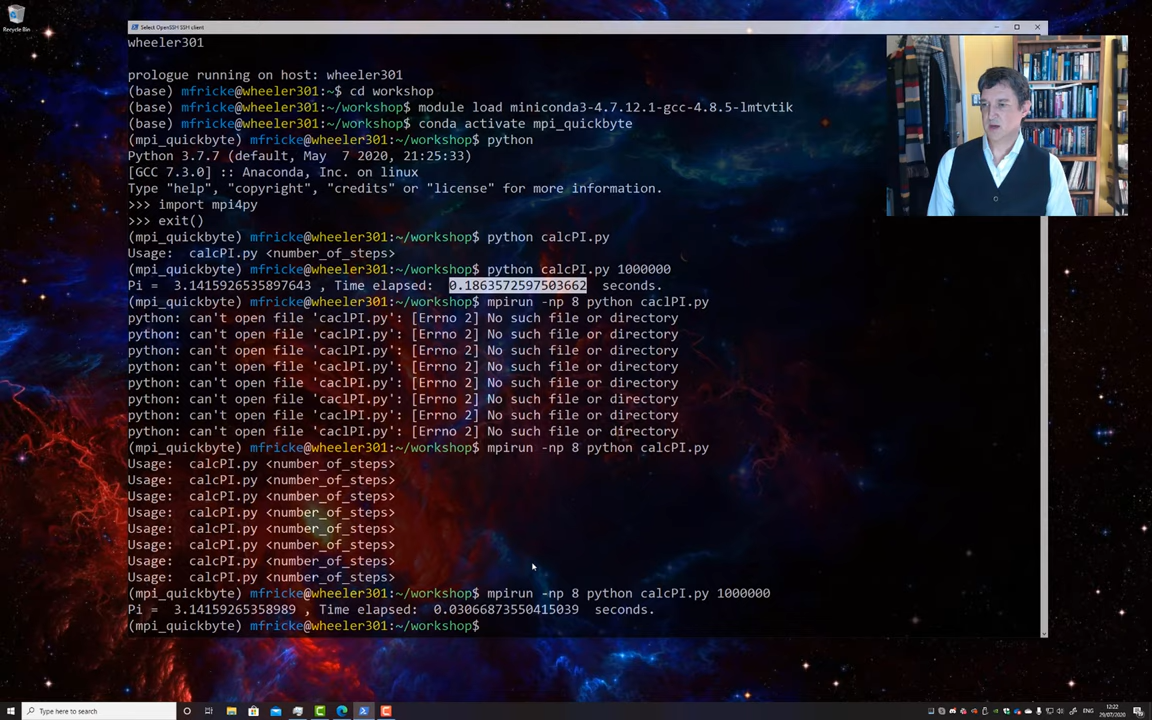 Recycle Bin
Select OpenSSH SSH client
wheeler301
prologue running on host: wheeler301
(base) mfricke@wheeler301:~$ cd workshop
(base) mfricke@wheeler301:~/workshop$ module load miniconda3-4.7.12.1-gcc-4.8.5-lmtvtik
(base) mfricke@wheeler301:~/workshop$ conda activate mpi_quickbyte
(mpi_quickbyte) mfricke@wheeler301:~/workshop$ python
Python 3.7.7 (default, May  7 2020, 21:25:33)
[GCC 7.3.0] :: Anaconda, Inc. on linux
Type "help", "copyright", "credits" or "license" for more information.
>>> import mpi4py
>>> exit()
(mpi_quickbyte) mfricke@wheeler301:~/workshop$ python calcPI.py
Usage:  calcPI.py <number_of_steps>
(mpi_quickbyte) mfricke@wheeler301:~/workshop$ python calcPI.py 1000000
Pi =  3.1415926535897643 , Time elapsed:  0.1863572597503662  seconds.
(mpi_quickbyte) mfricke@wheeler301:~/workshop$ mpirun -np 8 python caclPI.py
python: can't open file 'caclPI.py': [Errno 2] No such file or directory
python: can't open file 'caclPI.py': [Errno 2] No such file or directory
python: can't open file 'caclPI.py': [Errno 2] No such file or directory
python: can't open file 'caclPI.py': [Errno 2] No such file or directory
python: can't open file 'caclPI.py': [Errno 2] No such file or directory
python: can't open file 'caclPI.py': [Errno 2] No such file or directory
python: can't open file 'caclPI.py': [Errno 2] No such file or directory
python: can't open file 'caclPI.py': [Errno 2] No such file or directory
(mpi_quickbyte) mfricke@wheeler301:~/workshop$ mpirun -np 8 python calcPI.py
Usage:  calcPI.py <number_of_steps>
Usage:  calcPI.py <number_of_steps>
Usage:  calcPI.py <number_of_steps>
Usage:  calcPI.py <number_of_steps>
Usage:  calcPI.py <number_of_steps>
Usage:  calcPI.py <number_of_steps>
Usage:  calcPI.py <number_of_steps>
Usage:  calcPI.py <number_of_steps>
(mpi_quickbyte) mfricke@wheeler301:~/workshop$ mpirun -np 8 python calcPI.py 1000000
Pi =  3.14159265358989 , Time elapsed:  0.03066873550415039  seconds.
(mpi_quickbyte) mfricke@wheeler301:~/workshop$
Type here to search
ENG
12:22
29/07/2020